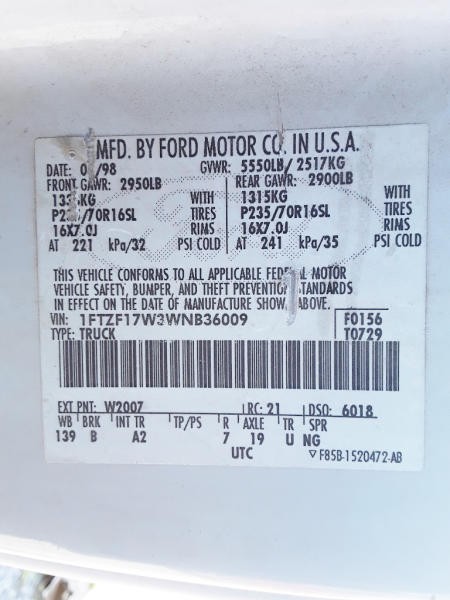 MFD. BY FORD MOTOR CO. IN U.S.A.
DATE: 0 /98 GVWR: 5550LB/ 2517KG
FRONT GAWR: 2950LB REAR GAWR: 2900LB
133 KG WITH 1315KG WITH
P235/70R16SL TIRES P235/70R16SL TIRES
16X7.0J RIMS 16X7.0J RIMS
AT 221 kPa/32 PSI COLD AT 241 kPa/35 PSI COLD
THIS VEHICLE CONFORMS TO ALL APPLICABLE FEDERAL MOTOR
VEHICLE SAFETY, BUMPER, AND THEFT PREVENTION STANDARDS
IN EFFECT ON THE DATE OF MANUFACTURE SHOWN ABOVE.
VIN: 1FTZF17W3WNB36009 F0156
TYPE: TRUCK T0729
EXT PNT: W2007 RC: 21 DSO: 6018
WB BRK INT TR TP/PS R AXLE TR SPR
139 B A2 7 19 U NG
UTC ▽F85B-1520472-AB